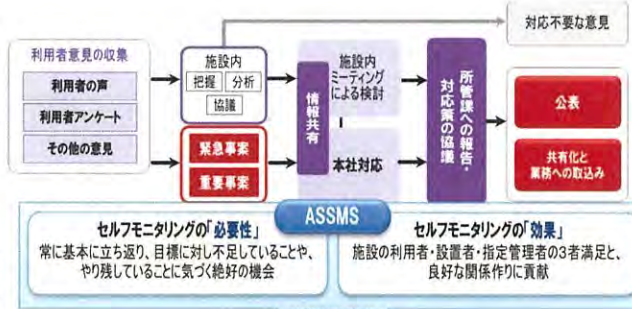 対応不要な意見
利用者意見の収集
利用者の声
利用者アンケート
その他の意見
施設内
把握
分析
協議
緊急事案
重要事案
情報共有
施設内
ミーティング
による検討
本社対応
所管課への報告・
対応策の協議
公表
共有化と
業務への取込み
ASSMS
セルフモニタリングの「必要性」
常に基本に立ち返り、目標に対し不足していることや、
やり残していることに気づく絶好の機会
セルフモニタリングの「効果」
施設の利用者・設置者・指定管理者の3者満足と、
良好な関係作りに貢献